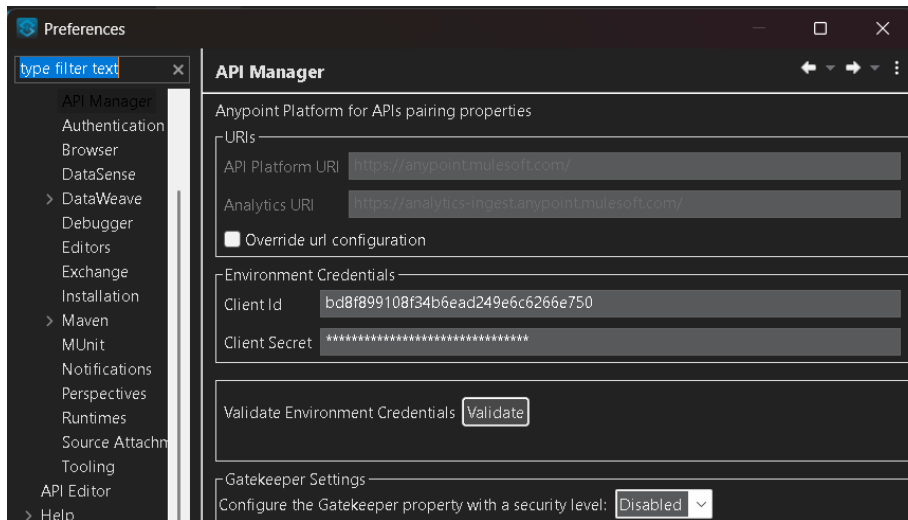 Preferences
type filter text
API Manager
Authentication
Browser
DataSense
DataWeave
Debugger
Editors
Exchange
Installation
Maven
MUnit
Notifications
Perspectives
Runtimes
Source Attachm
Tooling
API Editor
Help
API Manager
Anypoint Platform for APIs pairing properties
URIs
API Platform URI https://anypoint.mulesoft.com/
Analytics URI https://analytics-ingest.anypoint.mulesoft.com/
Override url configuration
Environment Credentials
Client Id bd8f899108f34b6ead249e6c6266e750
Client Secret ********************************
Validate Environment Credentials Validate
Gatekeeper Settings
Configure the Gatekeeper property with a security level: Disabled